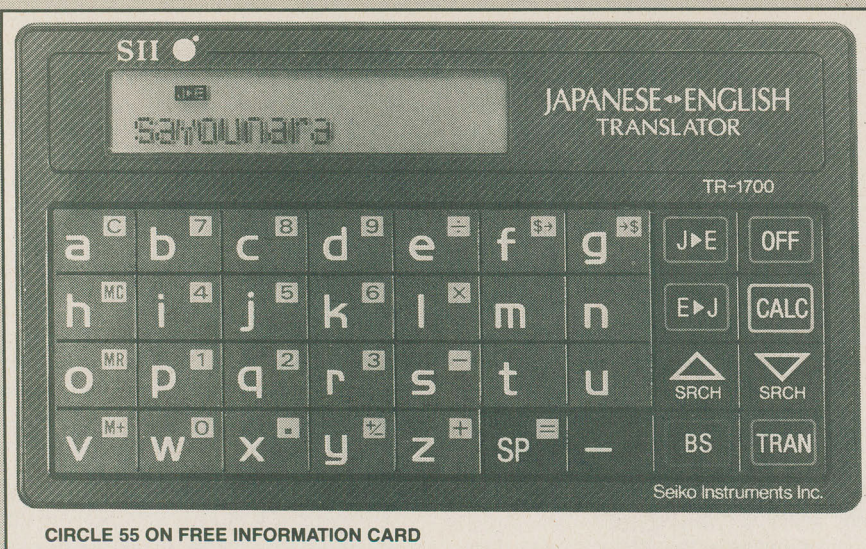 SII
J▶E
sayounara
JAPANESE◂▸ENGLISH
TRANSLATOR
TR-1700
a C b 7 c 8 d 9 e ÷ f $→ g →$ J▶E OFF
h MC i 4 j 5 k 6 l × m n E▶J CALC
o MR p 1 q 2 r 3 s − t u SRCH SRCH
v M+ w 0 x . y +/− z + SP = — BS TRAN
Seiko Instruments Inc.
CIRCLE 55 ON FREE INFORMATION CARD